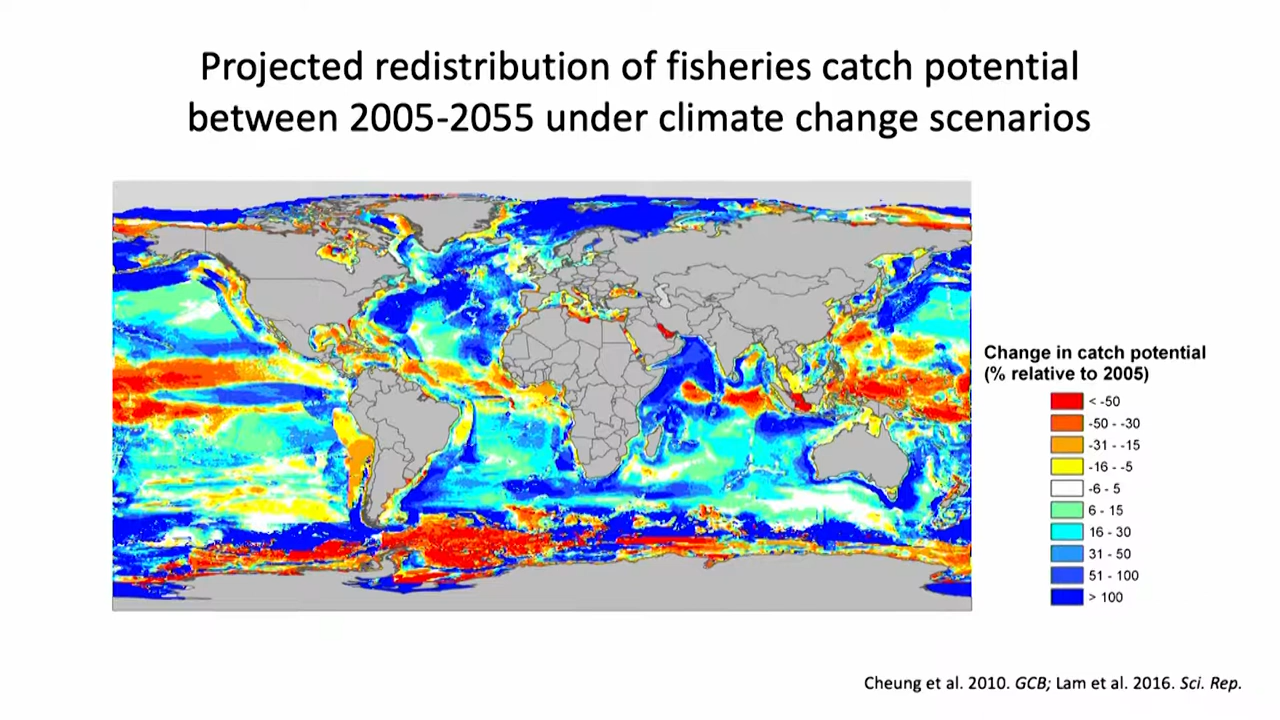 Projected redistribution of fisheries catch potential
between 2005-2055 under climate change scenarios
Change in catch potential
(% relative to 2005)
< -50
-50 - -30
-31 - -15
-16 - -5
-6 - 5
6 - 15
16 - 30
31 - 50
51 - 100
> 100
Cheung et al. 2010. GCB; Lam et al. 2016. Sci. Rep.